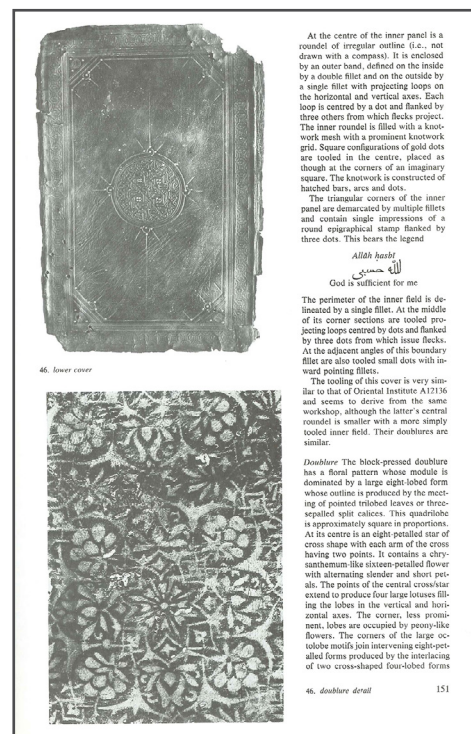 At the centre of the inner panel is a
roundel of irregular outline (i.e., not
drawn with a compass). It is enclosed
by an outer band, defined on the inside
by a double fillet and on the outside by
a single fillet with projecting loops on
the horizontal and vertical axes. Each
loop is centred by a dot and flanked by
three others from which flecks project.
The inner roundel is filled with a knot-
work mesh with a prominent knotwork
grid. Square configurations of gold dots
are tooled in the centre, placed as
though at the corners of an imaginary
square. The knotwork is constructed of
hatched bars, arcs and dots.
The triangular corners of the inner
panel are demarcated by multiple fillets
and contain single impressions of a
round epigraphical stamp flanked by
three dots. This bears the legend
Allāh ḥasbī
الله حسبي
God is sufficient for me
The perimeter of the inner field is de-
lineated by a single fillet. At the middle
of its corner sections are tooled pro-
jecting loops centred by dots and flanked
by three dots from which issue flecks.
At the adjacent angles of this boundary
fillet are also tooled small dots with in-
ward pointing fillets.
The tooling of this cover is very sim-
ilar to that of Oriental Institute A12136
and seems to derive from the same
workshop, although the latter's central
roundel is smaller with a more simply
tooled inner field. Their doublures are
similar.
Doublure The block-pressed doublure
has a floral pattern whose module is
dominated by a large eight-lobed form
whose outline is produced by the meet-
ing of pointed trilobed leaves or three-
sepalled split calices. This quadrilobe
is approximately square in proportions.
At its centre is an eight-petalled star of
cross shape with each arm of the cross
having two points. It contains a chry-
santhemum-like sixteen-petalled flower
with alternating slender and short pet-
als. The points of the central cross/star
extend to produce four large lotuses fill-
ing the lobes in the vertical and hori-
zontal axes. The corner, less promi-
nent, lobes are occupied by peony-like
flowers. The corners of the large oc-
tolobe motifs join intervening eight-pet-
alled forms produced by the interlacing
of two cross-shaped four-lobed forms
46. lower cover
46. doublure detail
151